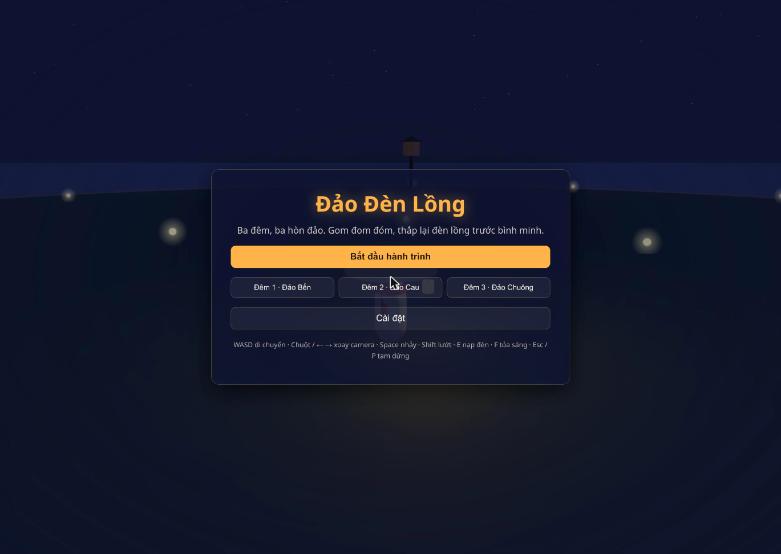 Đảo Đèn Lồng
Ba đêm, ba hòn đảo. Gom đom đóm, thắp lại đèn lồng trước bình minh.
Bắt đầu hành trình
Đêm 1 · Đảo Bến
Đêm 2 · Đảo Cau
Đêm 3 · Đảo Chuông
Cài đặt
WASD di chuyển · Chuột / ← → xoay camera · Space nhảy · Shift lướt · E nạp đèn · F tỏa sáng · Esc /
P tạm dừng